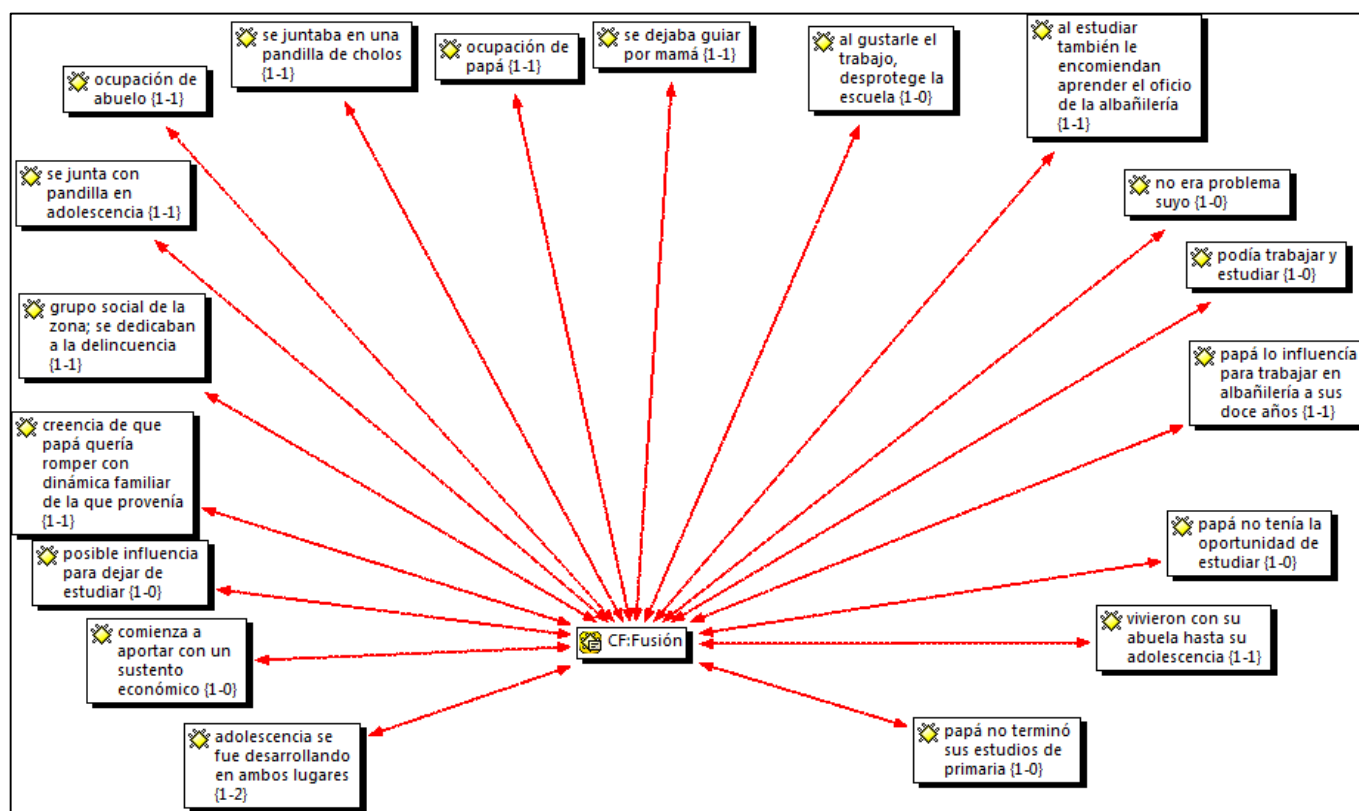 se juntaba en una
pandilla de cholos
{1-1}
ocupación de
papá {1-1}
se dejaba guiar
por mamá {1-1}
al gustarle el
trabajo,
desprotege la
escuela {1-0}
al estudiar
también le
encomiendan
aprender el oficio
de la albañilería
{1-1}
ocupación de
abuelo {1-1}
se junta con
pandilla en
adolescencia {1-1}
no era problema
suyo {1-0}
podía trabajar y
estudiar {1-0}
grupo social de la
zona; se dedicaban
a la delincuencia
{1-1}
papá lo influencía
para trabajar en
albañilería a sus
doce años {1-1}
creencia de que
papá quería
romper con
dinámica familiar
de la que provenía
{1-1}
papá no tenía la
oportunidad de
estudiar {1-0}
posible influencia
para dejar de
estudiar {1-0}
comienza a
aportar con un
sustento
económico {1-0}
CF:Fusión
vivieron con su
abuela hasta su
adolescencia {1-1}
adolescencia se
fue desarrollando
en ambos lugares
{1-2}
papá no terminó
sus estudios de
primaria {1-0}